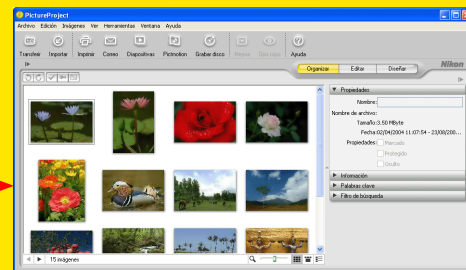 PictureProject
Archivo Edición Imágenes Ver Herramientas Ventana Ayuda
Transferir Importar Imprimir Correo Diapositivas Pictmotion Grabar disco Ayuda
Organizar Editar Diseñar Nikon
Propiedades
Nombre:
Nombre de archivo:
Tamaño:3.50 MByte
Fecha:02/04/2004 11:07:54 - 23/08/200...
Propiedades: Marcado
Protegido
Oculto
Información
Palabras clave
Filtro de búsqueda
15 imágenes